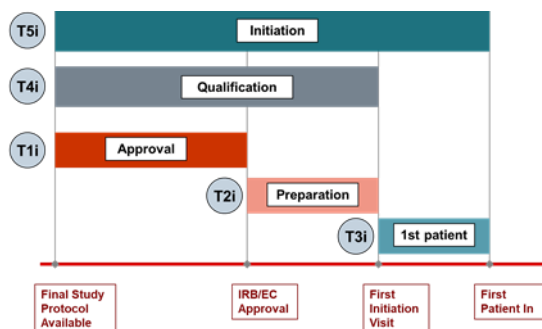 T5i
Initiation
T4i
Qualification
T1i
Approval
T2i
Preparation
T3i
1st patient
Final Study
Protocol
Available
IRB/EC
Approval
First
Initiation
Visit
First
Patient In